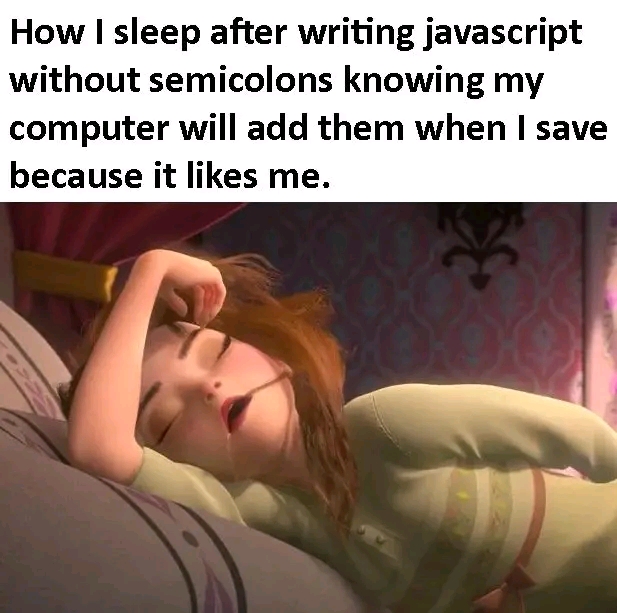 How I sleep after writing javascript
without semicolons knowing my
computer will add them when I save
because it likes me.